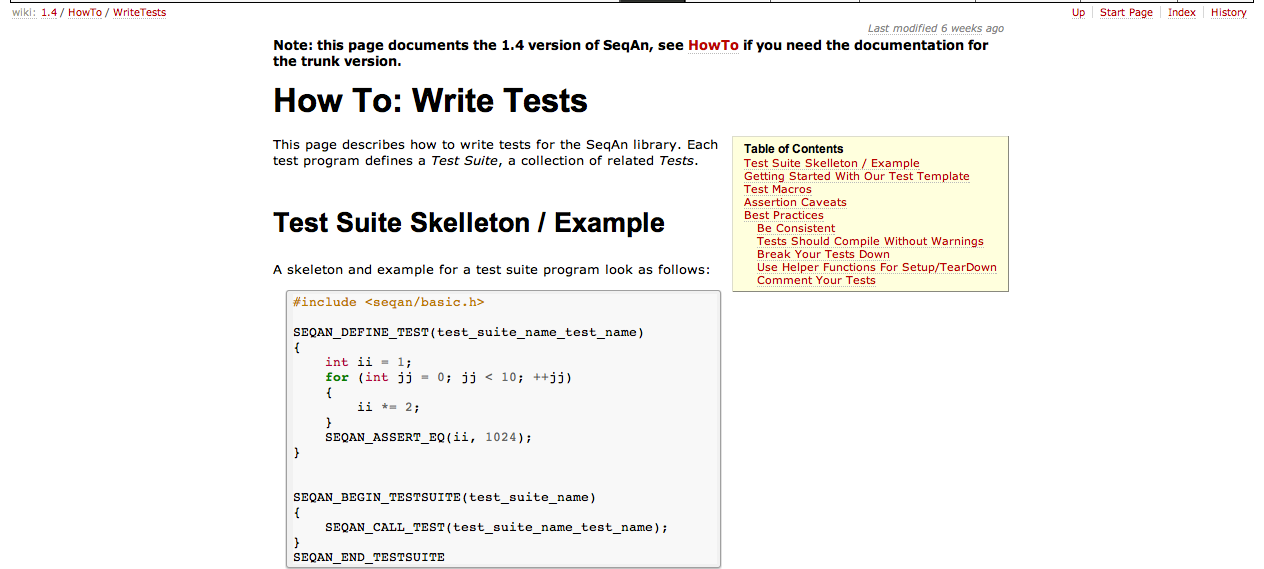 wiki: 1.4 / HowTo / WriteTests
Up | Start Page | Index | History
Last modified 6 weeks ago
Note: this page documents the 1.4 version of SeqAn, see HowTo if you need the documentation for
the trunk version.
How To: Write Tests
This page describes how to write tests for the SeqAn library. Each
test program defines a Test Suite, a collection of related Tests.
Table of Contents
Test Suite Skeleton / Example
Getting Started With Our Test Template
Test Macros
Assertion Caveats
Best Practices
Be Consistent
Tests Should Compile Without Warnings
Break Your Tests Down
Use Helper Functions For Setup/TearDown
Comment Your Tests
Test Suite Skelleton / Example
A skeleton and example for a test suite program look as follows:
#include <seqan/basic.h>
SEQAN_DEFINE_TEST(test_suite_name_test_name)
{
    int ii = 1;
    for (int jj = 0; jj < 10; ++jj)
    {
        ii *= 2;
    }
    SEQAN_ASSERT_EQ(ii, 1024);
}
SEQAN_BEGIN_TESTSUITE(test_suite_name)
{
    SEQAN_CALL_TEST(test_suite_name_test_name);
}
SEQAN_END_TESTSUITE